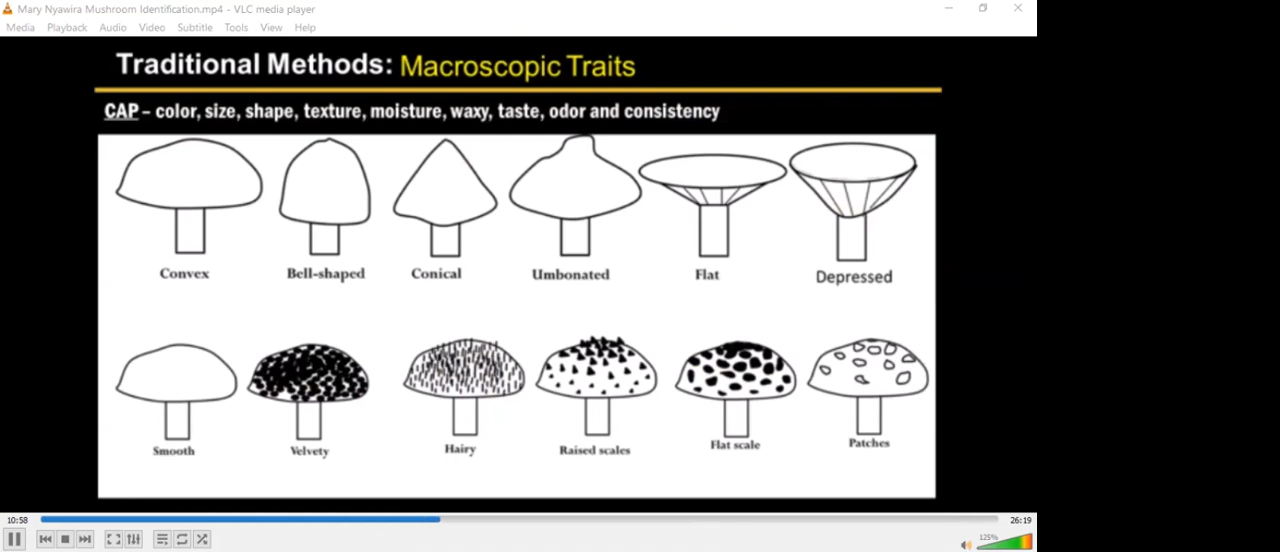 Mary Nyawira Mushroom Identification.mp4 - VLC media player
Media Playback Audio Video Subtitle Tools View Help
Traditional Methods: Macroscopic Traits
CAP – color, size, shape, texture, moisture, waxy, taste, odor and consistency
Convex Bell-shaped Conical Umbonated Flat Depressed
Smooth Velvety Hairy Raised scales Flat scale Patches
10:58 26:19
125%